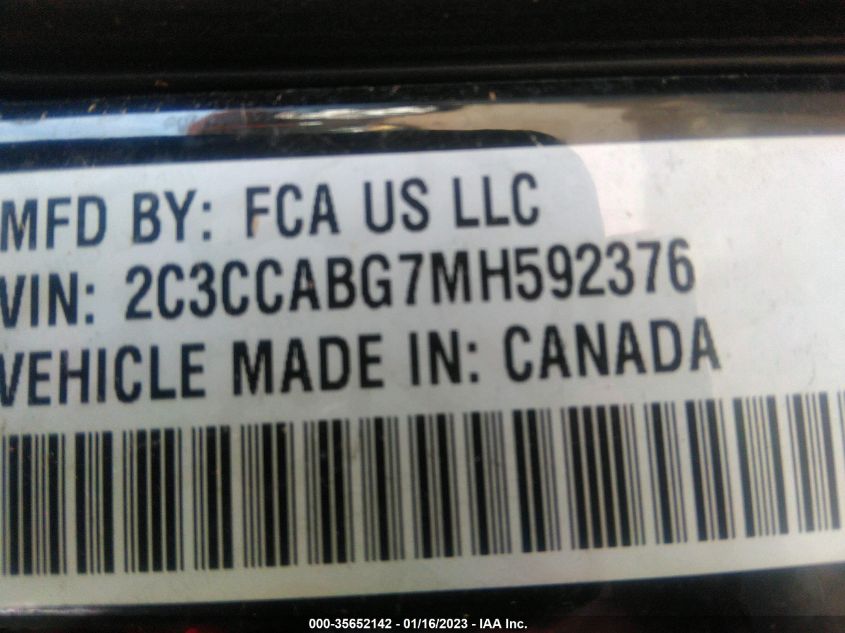 MFD BY: FCA US LLC
VIN: 2C3CCABG7MH592376
VEHICLE MADE IN: CANADA
000-35652142 - 01/16/2023 - IAA Inc.